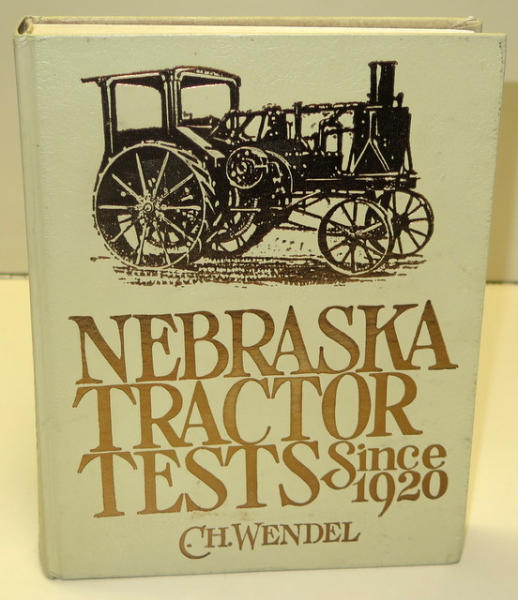 NEBRASKA
TRACTOR
TESTS Since
1920
C.H. WENDEL